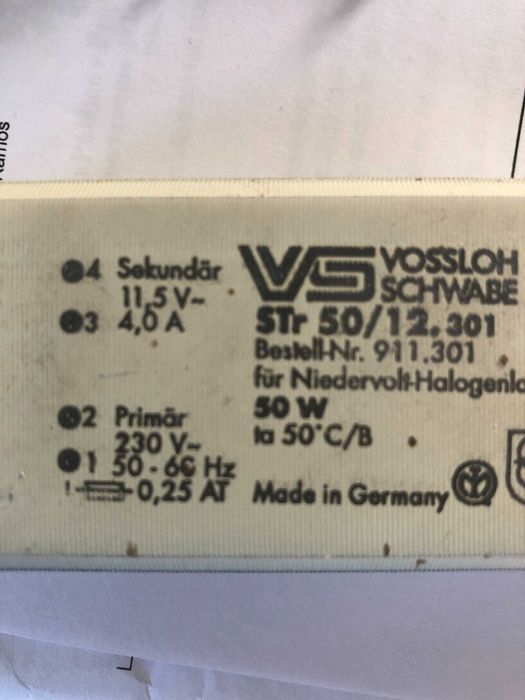 4 Sekundär
11,5 V~
3 4,0 A
2 Primär
230 V~
1 50 - 60 Hz
! 0,25 AT
VS VOSSLOH
SCHWABE
STr 50/12.301
Bestell-Nr. 911.301
für Niedervolt-Halogenla
50 W
ta 50°C/B
Made in Germany